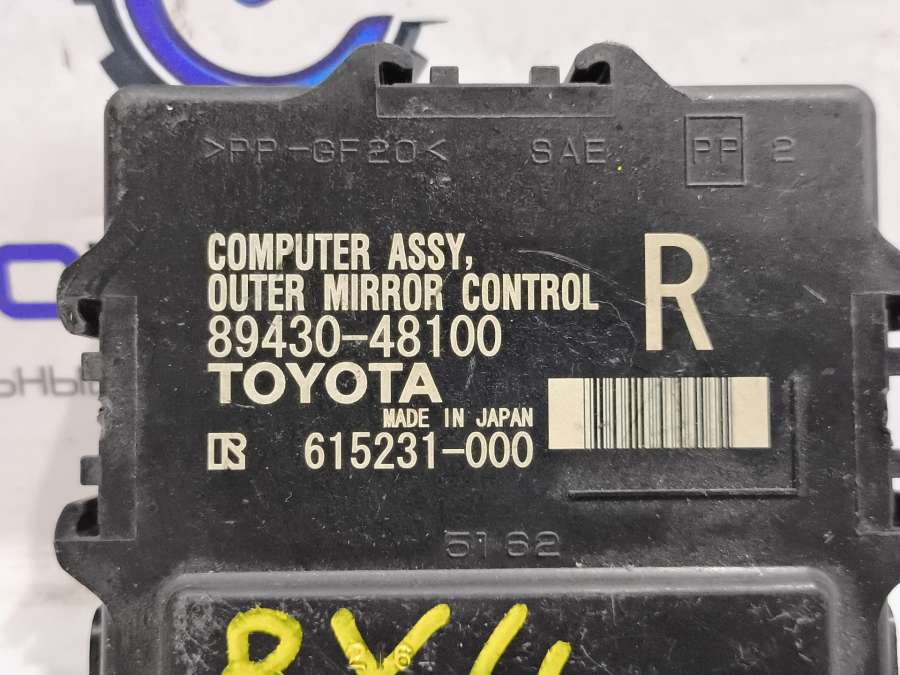 >PP-GF20< SAE PP 2
COMPUTER ASSY,
OUTER MIRROR CONTROL R
89430-48100
TOYOTA
MADE IN JAPAN
615231-000
5162